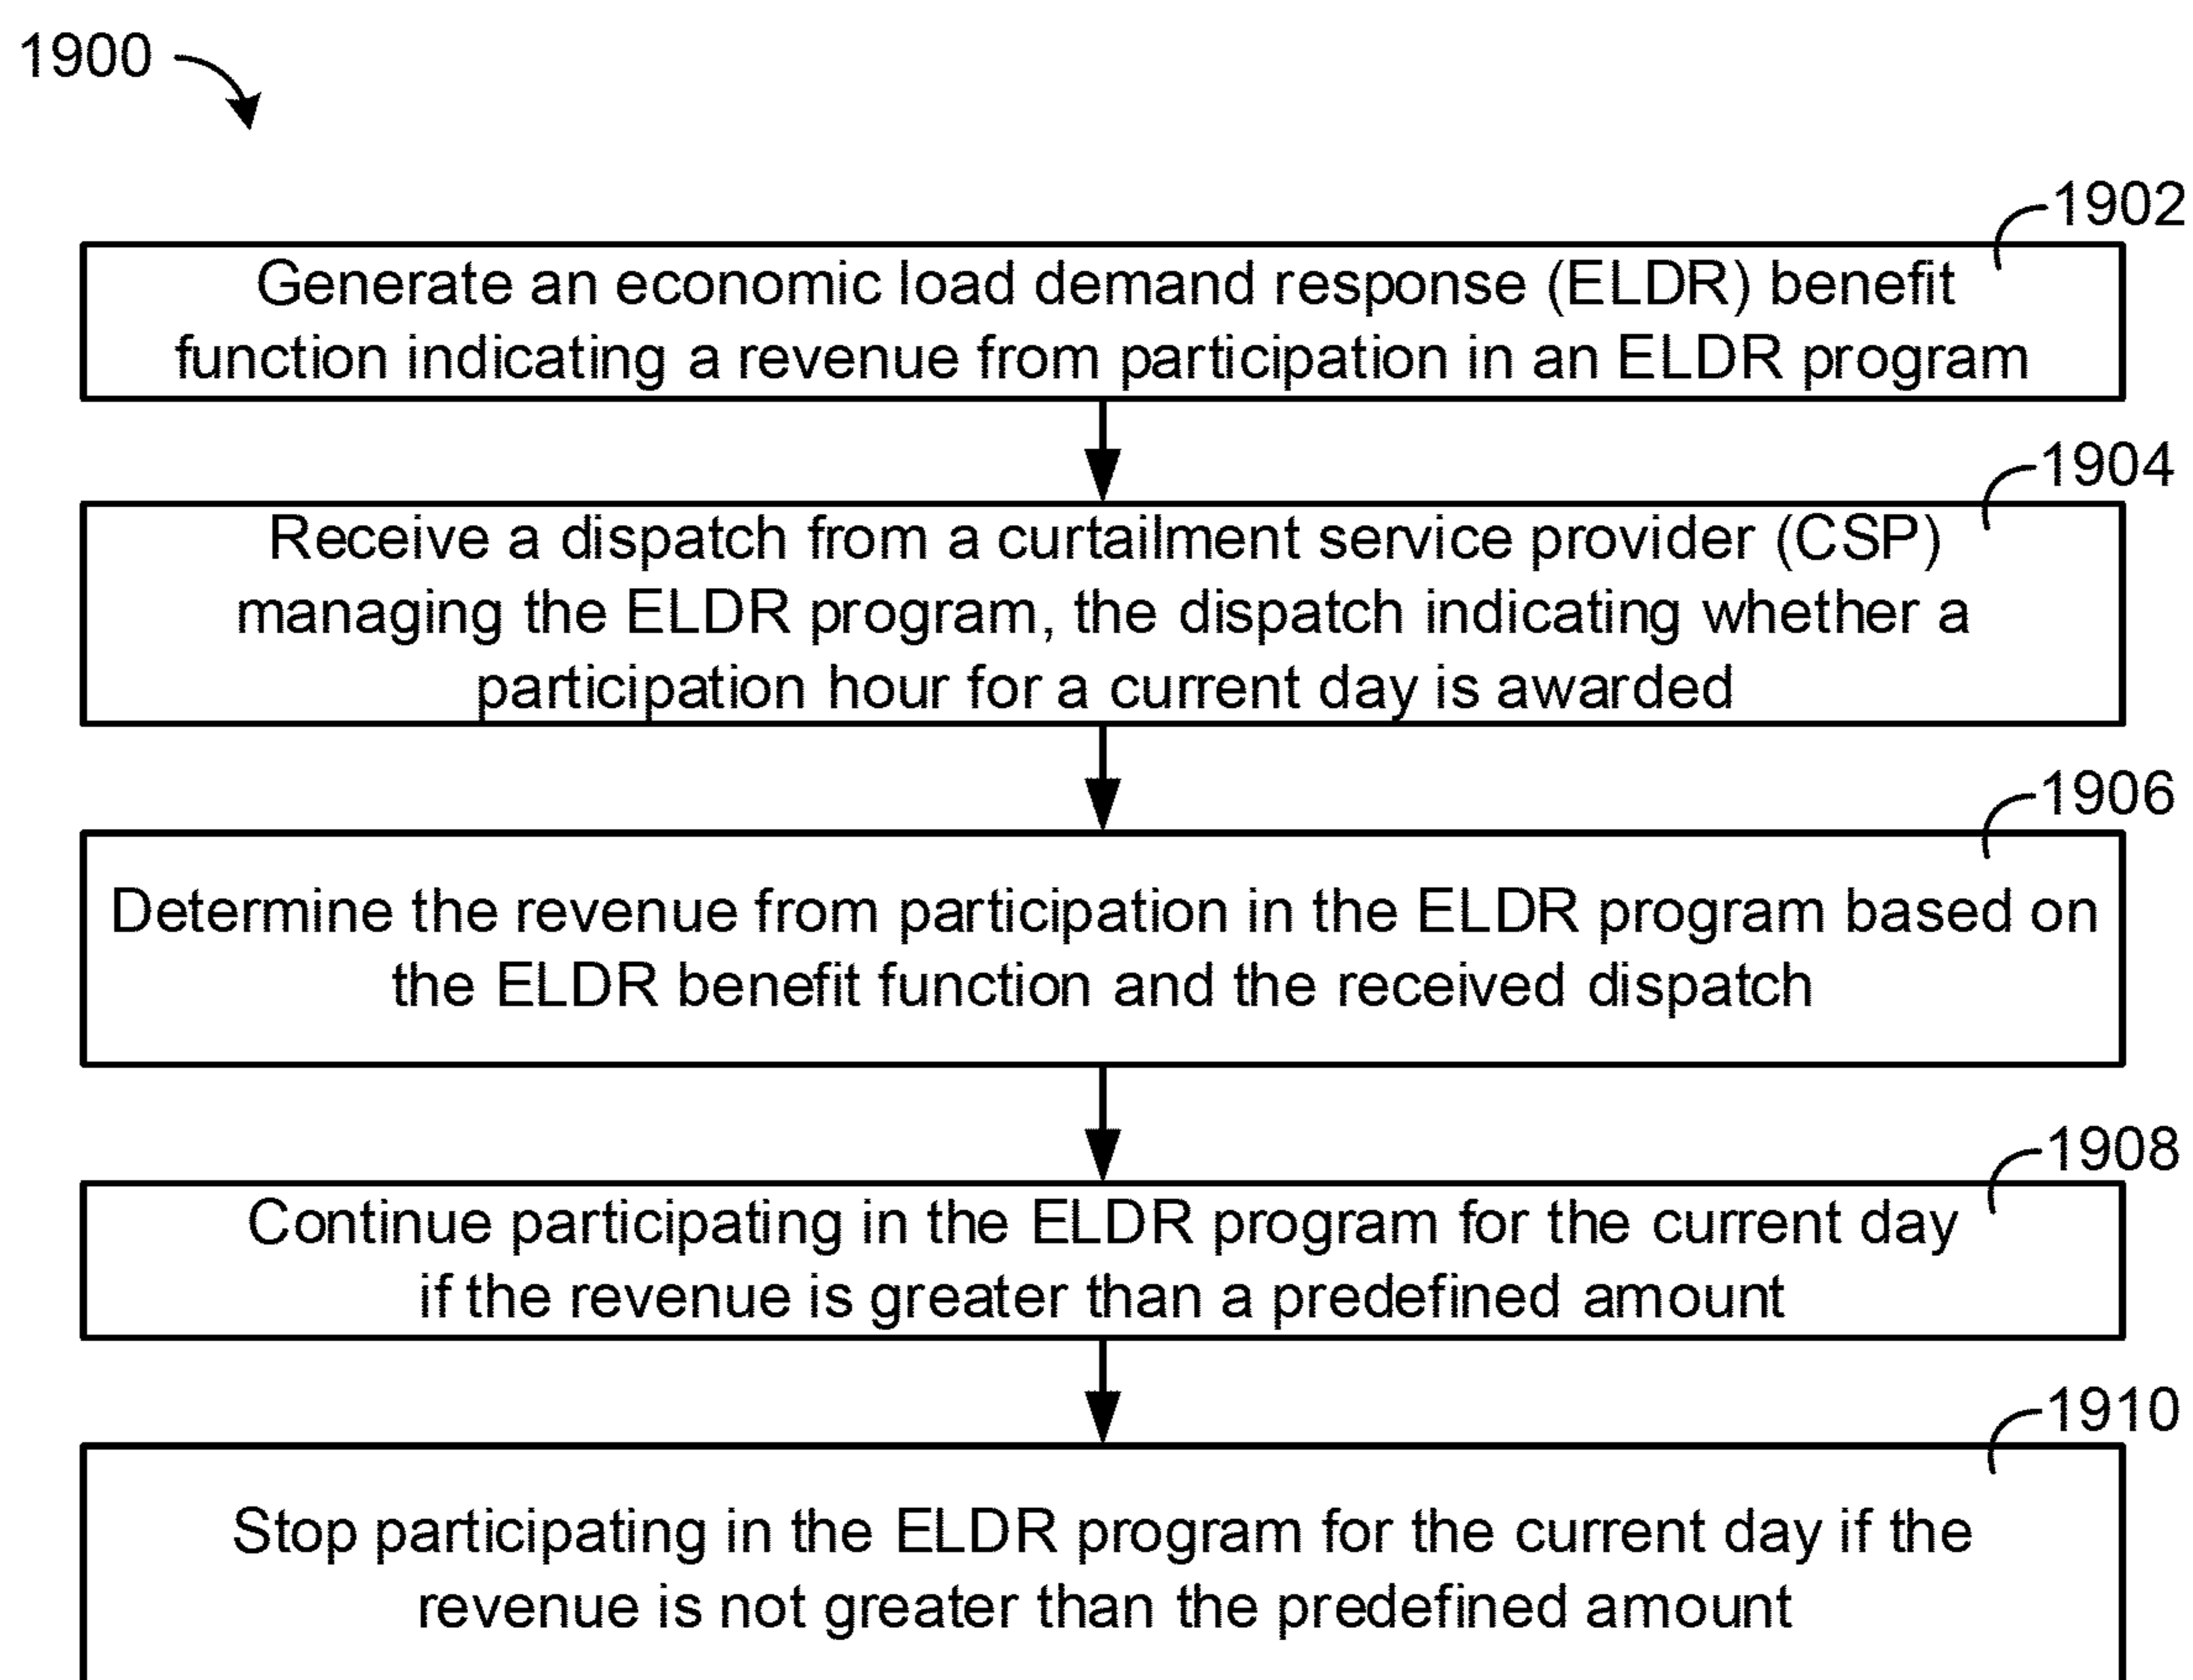 1900
1902
Generate an economic load demand response (ELDR) benefit
function indicating a revenue from participation in an ELDR program
1904
Receive a dispatch from a curtailment service provider (CSP)
managing the ELDR program, the dispatch indicating whether a
participation hour for a current day is awarded
1906
Determine the revenue from participation in the ELDR program based on
the ELDR benefit function and the received dispatch
1908
Continue participating in the ELDR program for the current day
if the revenue is greater than a predefined amount
1910
Stop participating in the ELDR program for the current day if the
revenue is not greater than the predefined amount